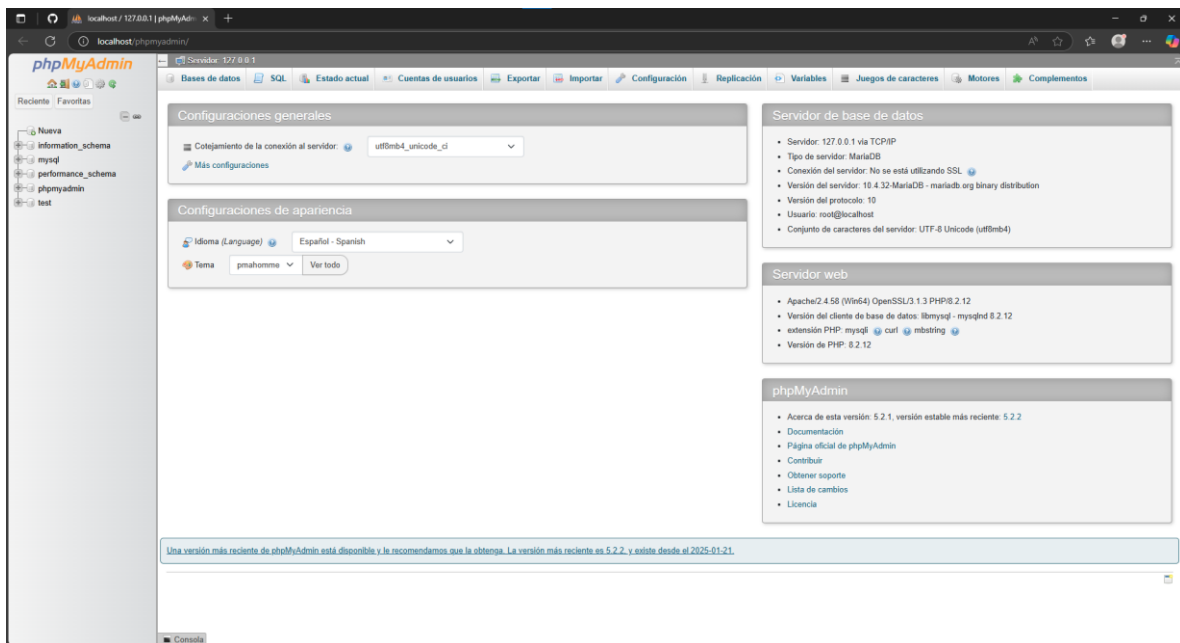 localhost / 127.0.0.1 | phpMyAdm
localhost/phpmyadmin/
phpMyAdmin
Reciente Favoritas
Nueva
information_schema
mysql
performance_schema
phpmyadmin
test
Servidor: 127.0.0.1
Bases de datos SQL Estado actual Cuentas de usuarios Exportar Importar Configuración Replicación Variables Juegos de caracteres Motores Complementos
Configuraciones generales
Cotejamiento de la conexión al servidor: utf8mb4_unicode_ci
Más configuraciones
Configuraciones de apariencia
Idioma (Language) Español - Spanish
Tema pmahomme Ver todo
Servidor de base de datos
• Servidor: 127.0.0.1 via TCP/IP
• Tipo de servidor: MariaDB
• Conexión del servidor: No se está utilizando SSL
• Versión del servidor: 10.4.32-MariaDB - mariadb.org binary distribution
• Versión del protocolo: 10
• Usuario: root@localhost
• Conjunto de caracteres del servidor: UTF-8 Unicode (utf8mb4)
Servidor web
• Apache/2.4.58 (Win64) OpenSSL/3.1.3 PHP/8.2.12
• Versión del cliente de base de datos: libmysql - mysqlnd 8.2.12
• extensión PHP: mysqli curl mbstring
• Versión de PHP: 8.2.12
phpMyAdmin
• Acerca de esta versión: 5.2.1, versión estable más reciente: 5.2.2
• Documentación
• Página oficial de phpMyAdmin
• Contribuir
• Obtener soporte
• Lista de cambios
• Licencia
Una versión más reciente de phpMyAdmin está disponible y le recomendamos que la obtenga. La versión más reciente es 5.2.2, y existe desde el 2025-01-21.
Consola